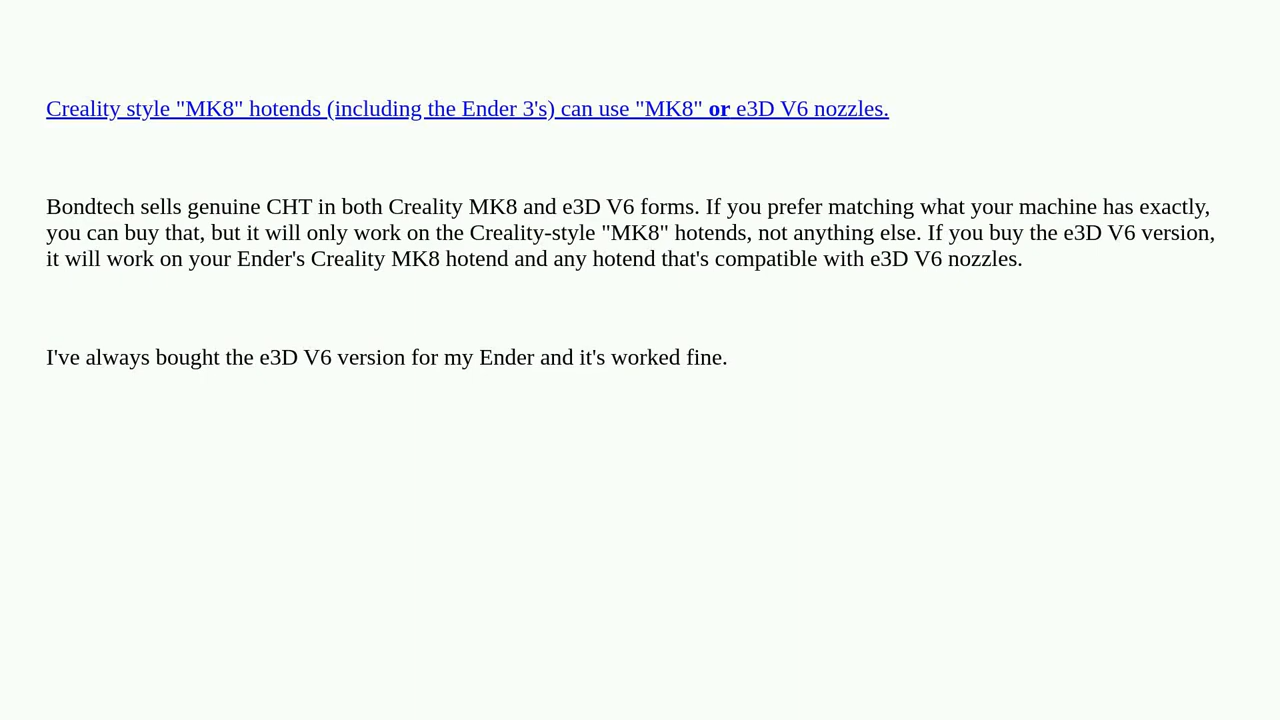 Creality style "MK8" hotends (including the Ender 3's) can use "MK8" or e3D V6 nozzles.
Bondtech sells genuine CHT in both Creality MK8 and e3D V6 forms. If you prefer matching what your machine has exactly,
you can buy that, but it will only work on the Creality-style "MK8" hotends, not anything else. If you buy the e3D V6 version,
it will work on your Ender's Creality MK8 hotend and any hotend that's compatible with e3D V6 nozzles.
I've always bought the e3D V6 version for my Ender and it's worked fine.